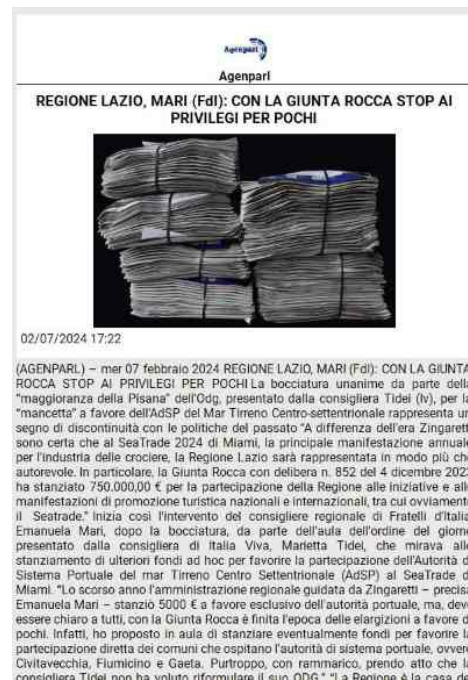 Agenparl
Agenparl
REGIONE LAZIO, MARI (FdI): CON LA GIUNTA ROCCA STOP AI
PRIVILEGI PER POCHI
02/07/2024 17:22
(AGENPARL) – mer 07 febbraio 2024 REGIONE LAZIO, MARI (FdI): CON LA GIUNTA
ROCCA STOP AI PRIVILEGI PER POCHI La bocciatura unanime da parte della
"maggioranza della Pisana" dell'Odg, presentato dalla consigliera Tidei (Iv), per la
"mancetta" a favore dell'AdSP del Mar Tirreno Centro-settentrionale rappresenta un
segno di discontinuità con le politiche del passato "A differenza dell'era Zingaretti
sono certa che al SeaTrade 2024 di Miami, la principale manifestazione annuale
per l'industria delle crociere, la Regione Lazio sarà rappresentata in modo più che
autorevole. In particolare, la Giunta Rocca con delibera n. 852 del 4 dicembre 2023
ha stanziato 750.000,00 € per la partecipazione della Regione alle iniziative e alle
manifestazioni di promozione turistica nazionali e internazionali, tra cui ovviamente
il Seatrade." Inizia così l'intervento del consigliere regionale di Fratelli d'Italia
Emanuela Mari, dopo la bocciatura, da parte dell'aula dell'ordine del giorno
presentato dalla consigliera di Italia Viva, Marietta Tidei, che mirava allo
stanziamento di ulteriori fondi ad hoc per favorire la partecipazione dell'Autorità di
Sistema Portuale del mar Tirreno Centro Settentrionale (AdSP) al SeaTrade di
Miami. "Lo scorso anno l'amministrazione regionale guidata da Zingaretti – precisa
Emanuela Mari – stanziò 5000 € a favore esclusivo dell'autorità portuale, ma, deve
essere chiaro a tutti, con la Giunta Rocca è finita l'epoca delle elargizioni a favore di
pochi. Infatti, ho proposto in aula di stanziare eventualmente fondi per favorire la
partecipazione diretta dei comuni che ospitano l'autorità di sistema portuale, ovvero
Civitavecchia, Fiumicino e Gaeta. Purtroppo, con rammarico, prendo atto che la
consigliera Tidei non ha voluto riformulare il suo ODG." "La Regione è la casa dei